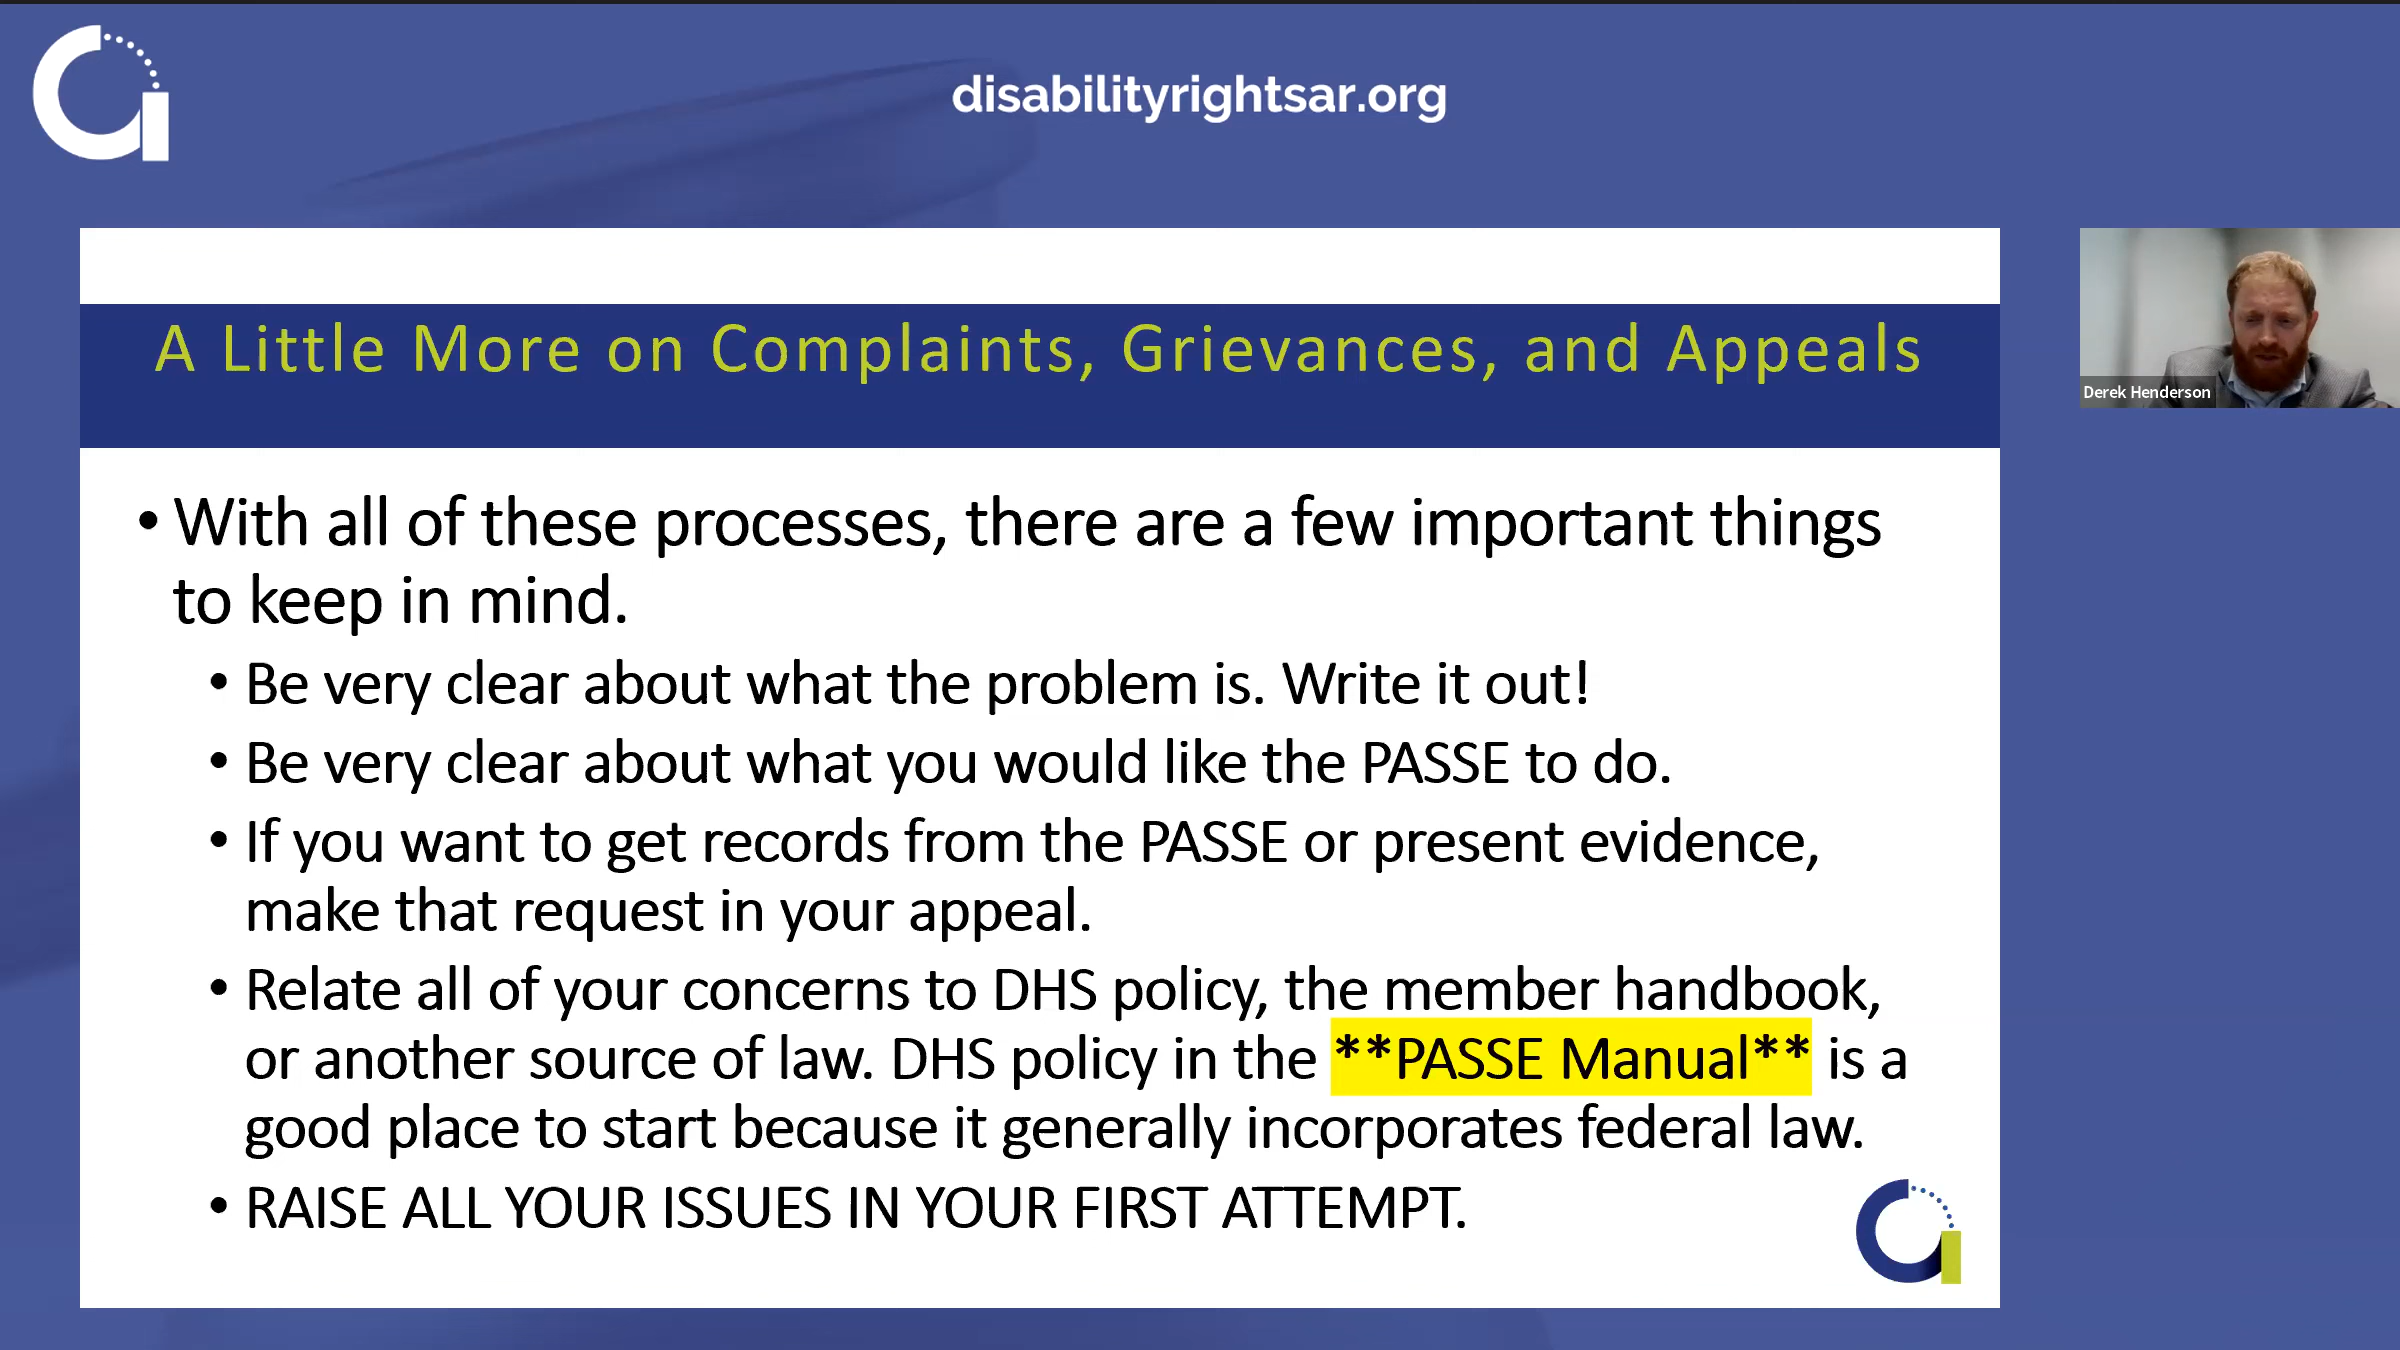 disabilityrightsar.org
A Little More on Complaints, Grievances, and Appeals
Derek Henderson
• With all of these processes, there are a few important things
to keep in mind.
• Be very clear about what the problem is. Write it out!
• Be very clear about what you would like the PASSE to do.
• If you want to get records from the PASSE or present evidence,
make that request in your appeal.
• Relate all of your concerns to DHS policy, the member handbook,
or another source of law. DHS policy in the **PASSE Manual** is a
good place to start because it generally incorporates federal law.
• RAISE ALL YOUR ISSUES IN YOUR FIRST ATTEMPT.